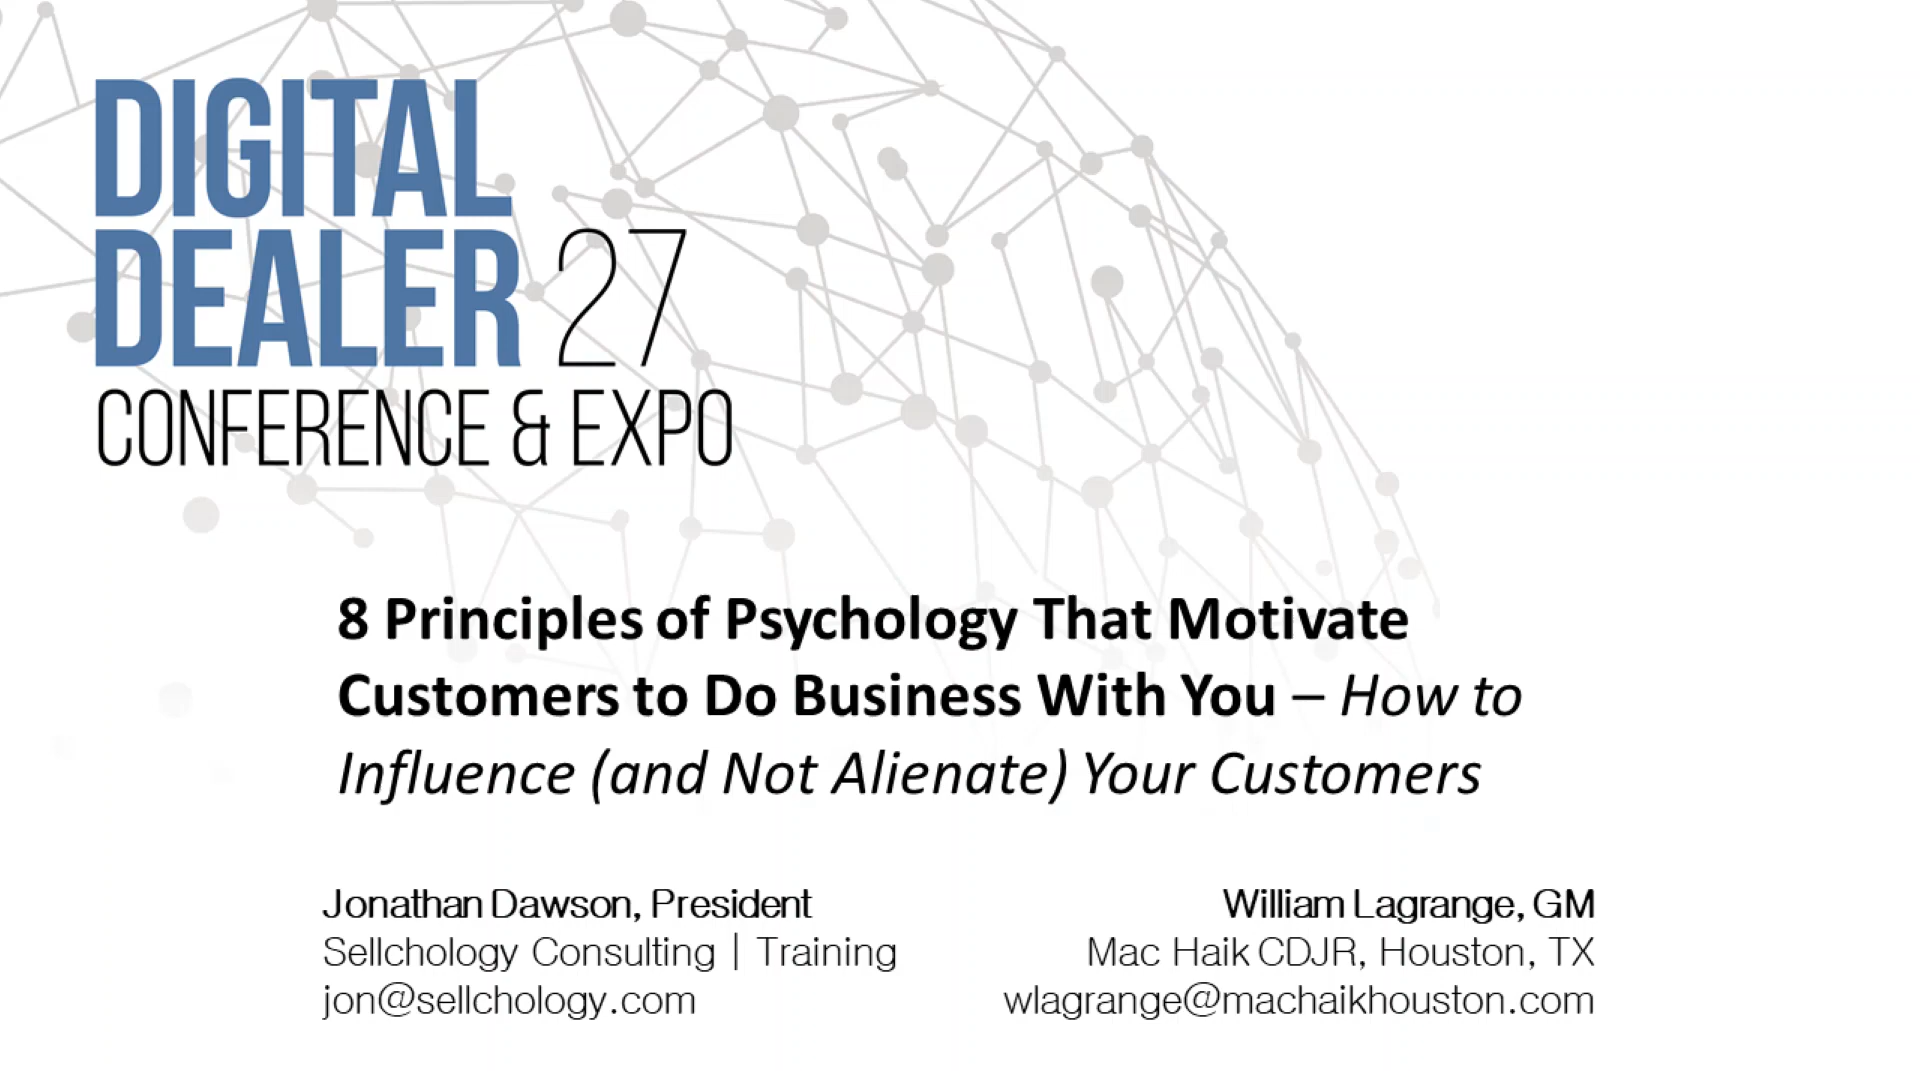 DIGITAL
DEALER 27
CONFERENCE & EXPO
8 Principles of Psychology That Motivate
Customers to Do Business With You – How to
Influence (and Not Alienate) Your Customers
Jonathan Dawson, President
Sellchology Consulting | Training
jon@sellchology.com
William Lagrange, GM
Mac Haik CDJR, Houston, TX
wlagrange@machaikhouston.com